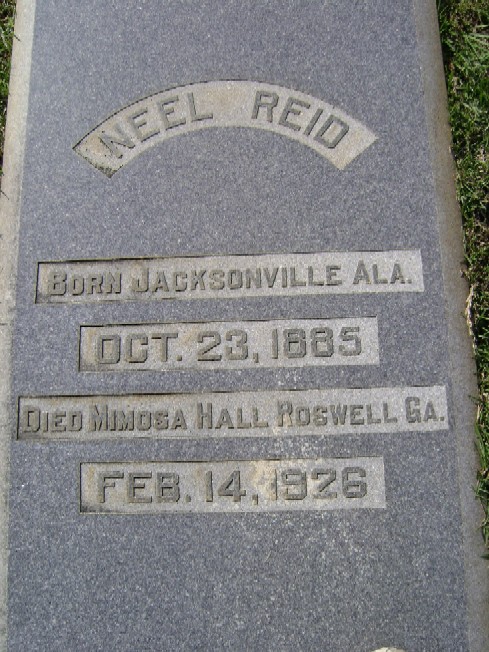 NEEL REID
BORN JACKSONVILLE ALA.
OCT. 23, 1885
DIED MIMOSA HALL ROSWELL GA.
FEB. 14, 1926